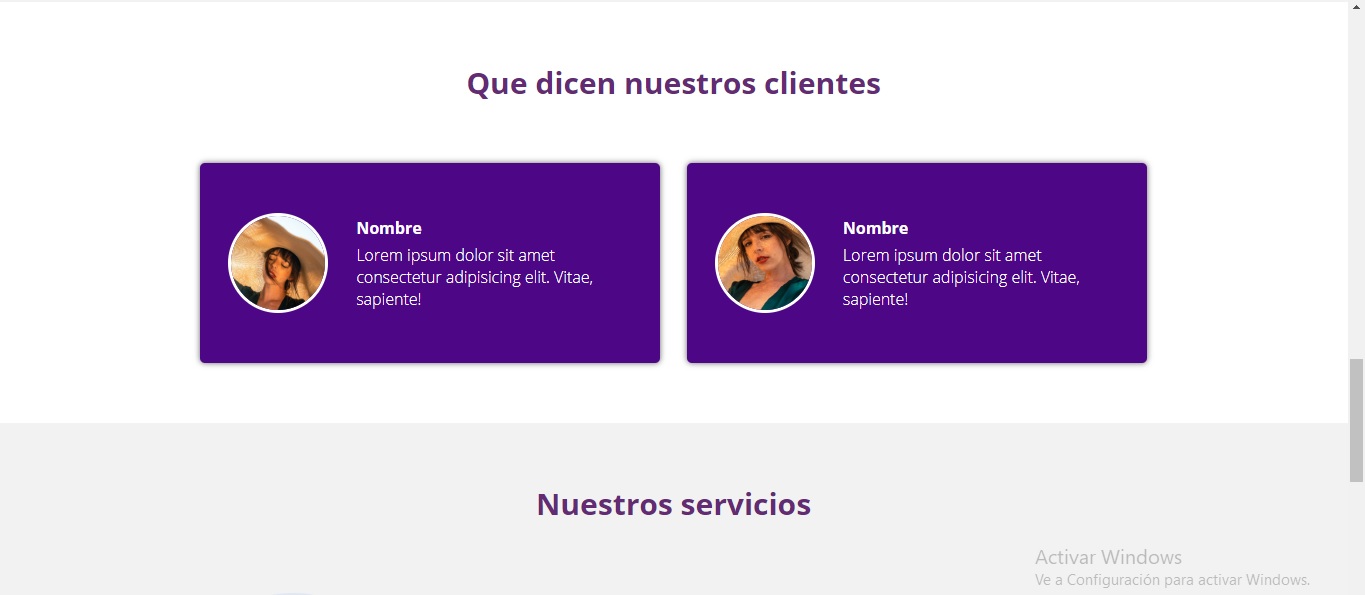 Que dicen nuestros clientes
Nombre
Lorem ipsum dolor sit amet
consectetur adipisicing elit. Vitae,
sapiente!
Nombre
Lorem ipsum dolor sit amet
consectetur adipisicing elit. Vitae,
sapiente!
Nuestros servicios
Activar Windows
Ve a Configuración para activar Windows.